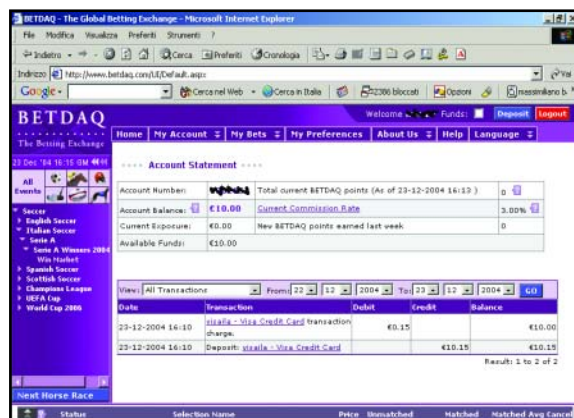 BETDAQ - The Global Betting Exchange - Microsoft Internet Explorer
File Modifica Visualizza Preferiti Strumenti ?
Indietro Cerca Preferiti Cronologia
Indirizzo http://www.betdaq.com/UI/Default.aspx Vai
Google Cerca nel Web Cerca in Italia 2386 bloccati Opzioni massimiliano b
BETDAQ
The Betting Exchange
Welcome Funds: Deposit Logout
Home My Account My Bets My Preferences About Us Help Language
23 Dec '04 16:15 GM
All Events
Soccer
English Soccer
Italian Soccer
Serie A
Serie A Winners 2004
Win Market
Spanish Soccer
Scottish Soccer
Champions League
UEFA Cup
World Cup 2006
Next Horse Race
Account Statement
Account Number: Total current BETDAQ points (As of 23-12-2004 16:13 ) 0
Account Balance: €10.00 Current Commission Rate 3.00%
Current Exposure: €0.00 New BETDAQ points earned last week 0
Available Funds: €10.00
View: All Transactions From: 22 12 2004 To: 23 12 2004 GO
Date Transaction Debit Credit Balance
23-12-2004 16:10 visaila - Visa Credit Card transaction charge. €0.15 €10.00
23-12-2004 16:10 Deposit: visaila - Visa Credit Card €10.15 €10.15
Result: 1 to 2 of 2
Status Selection Name Price Unmatched Matched Matched Avg Cancel